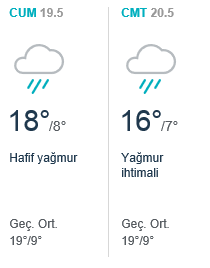 CUM 19.5
18°/8°
Hafif yağmur
Geç. Ort.
19°/9°
CMT 20.5
16°/7°
Yağmur
ihtimali
Geç. Ort.
19°/9°